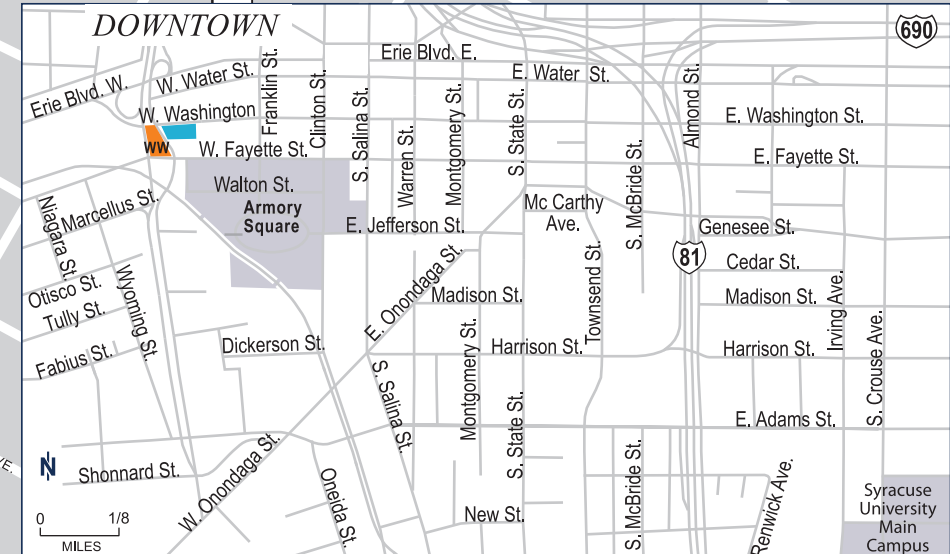 DOWNTOWN
690
Erie Blvd. E.
W. Water St.
E. Water St.
Erie Blvd. W.
W. Washington
Franklin St.
Clinton St.
S. Salina St.
Warren St.
Montgomery St.
S. State St.
S. McBride St.
Almond St.
E. Washington St.
WW
W. Fayette St.
E. Fayette St.
Walton St.
Armory
Square
Mc Carthy
Ave.
Niagara St.
Marcellus St.
E. Jefferson St.
Genesee St.
81
Cedar St.
Wyoming St.
Otisco St.
Tully St.
E. Onondaga St.
Madison St.
Townsend St.
Madison St.
Irving Ave.
S. Crouse Ave.
Fabius St.
Dickerson St.
Harrison St.
Harrison St.
S. Salina St.
Montgomery St.
S. State St.
E. Adams St.
N
Shonnard St.
W. Onondaga St.
Oneida St.
New St.
S. McBride St.
Renwick Ave.
Syracuse
University
Main
Campus
0 1/8
MILES
VE.